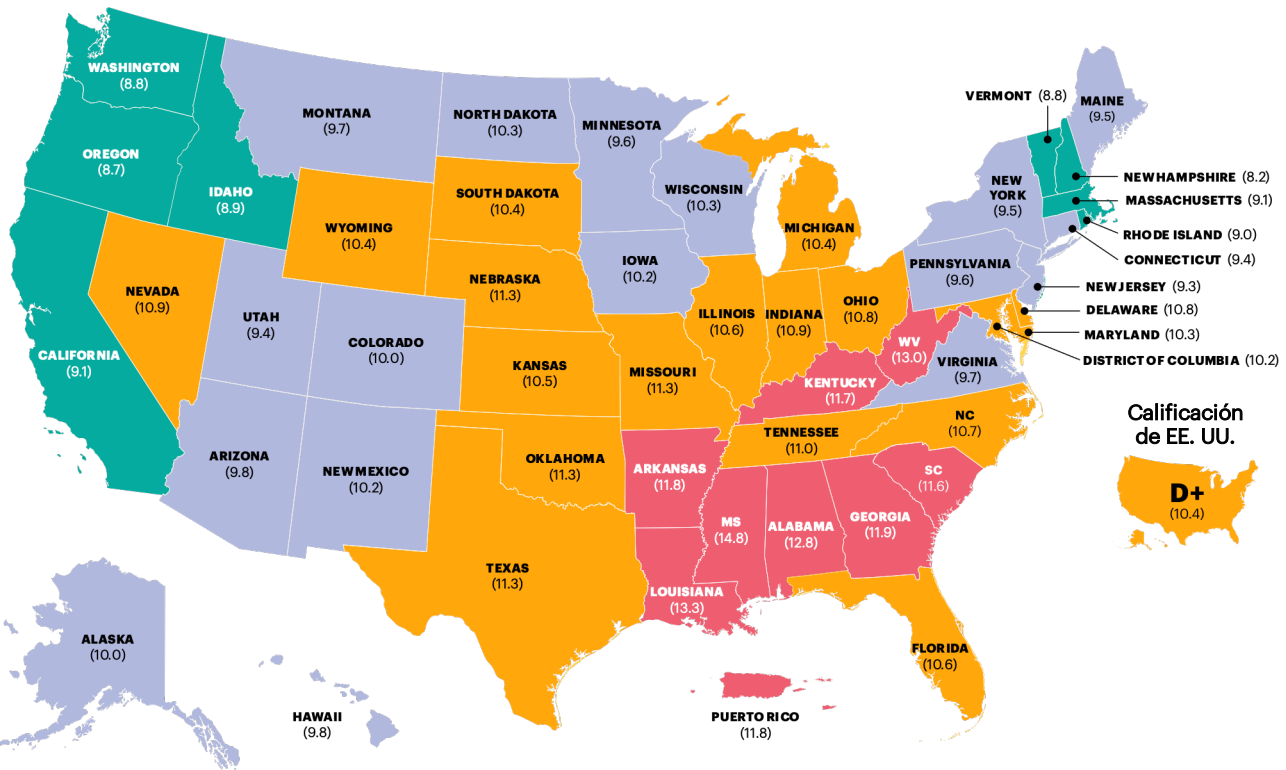 WASHINGTON
(8.8)
OREGON
(8.7)
IDAHO
(8.9)
MONTANA
(9.7)
NORTH DAKOTA
(10.3)
MINNESOTA
(9.6)
SOUTH DAKOTA
(10.4)
WYOMING
(10.4)
WISCONSIN
(10.3)
MICHIGAN
(10.4)
VERMONT (8.8)
MAINE
(9.5)
NEW
YORK
(9.5)
NEW HAMPSHIRE (8.2)
MASSACHUSETTS (9.1)
RHODE ISLAND (9.0)
CONNECTICUT (9.4)
NEW JERSEY (9.3)
DELAWARE (10.8)
MARYLAND (10.3)
DISTRICT OF COLUMBIA (10.2)
PENNSYLVANIA
(9.6)
NEVADA
(10.9)
UTAH
(9.4)
COLORADO
(10.0)
NEBRASKA
(11.3)
IOWA
(10.2)
ILLINOIS
(10.6)
INDIANA
(10.9)
OHIO
(10.8)
CALIFORNIA
(9.1)
KANSAS
(10.5)
MISSOURI
(11.3)
KENTUCKY
(11.7)
WV
(13.0)
VIRGINIA
(9.7)
ARIZONA
(9.8)
NEW MEXICO
(10.2)
OKLAHOMA
(11.3)
ARKANSAS
(11.8)
TENNESSEE
(11.0)
NC
(10.7)
SC
(11.6)
MS
(14.8)
ALABAMA
(12.8)
GEORGIA
(11.9)
TEXAS
(11.3)
LOUISIANA
(13.3)
FLORIDA
(10.6)
ALASKA
(10.0)
HAWAII
(9.8)
PUERTO RICO
(11.8)
Calificación
de EE. UU.
D+
(10.4)